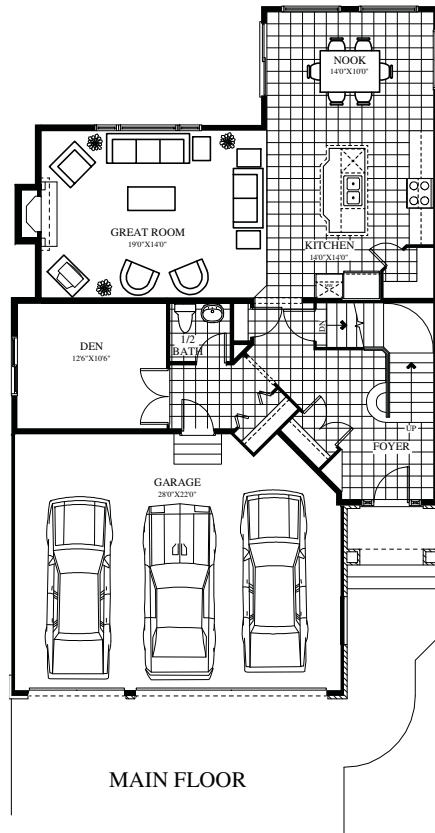 NOOK
14'0"X10'0"
GREAT ROOM
19'0"X14'0"
KITCHEN
14'0"X14'0"
DEN
12'6"X10'6"
1/2
BATH
DN
UP
FOYER
GARAGE
28'0"X22'0"
MAIN FLOOR